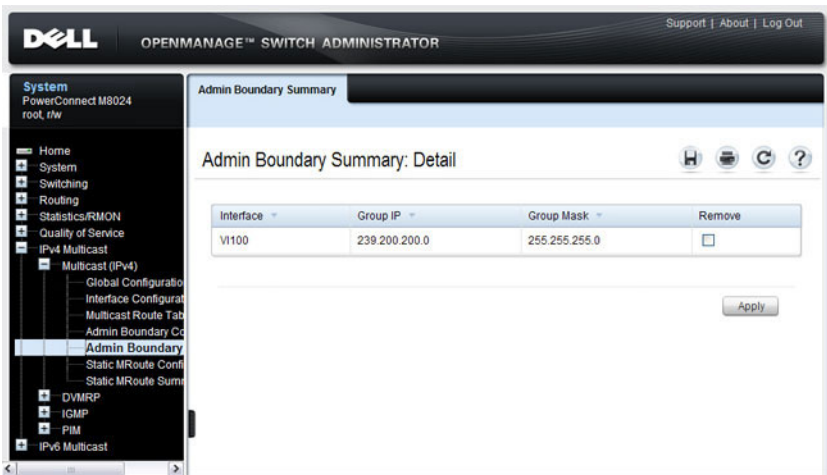 Support | About | Log Out
DELL
OPENMANAGE™ SWITCH ADMINISTRATOR
System
PowerConnect M8024
root, r/w
Home
System
Switching
Routing
Statistics/RMON
Quality of Service
IPv4 Multicast
Multicast (IPv4)
Global Configuratio
Interface Configurat
Multicast Route Tab
Admin Boundary Co
Admin Boundary
Static MRoute Confi
Static MRoute Summ
DVMRP
IGMP
PIM
IPv6 Multicast
Admin Boundary Summary
Admin Boundary Summary: Detail
Interface Group IP Group Mask Remove
Vl100 239.200.200.0 255.255.255.0
Apply